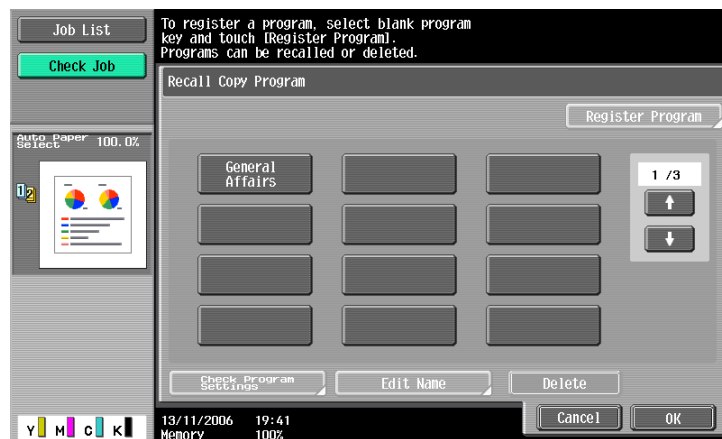 Job List
Check Job
To register a program, select blank program
key and touch [Register Program].
Programs can be recalled or deleted.
Recall Copy Program
Register Program
Auto Paper
Select
100.0%
1 2
General
Affairs
1 /3
Check Program
Settings
Edit Name
Delete
Y M C K
13/11/2006 19:41
Memory 100%
Cancel
OK